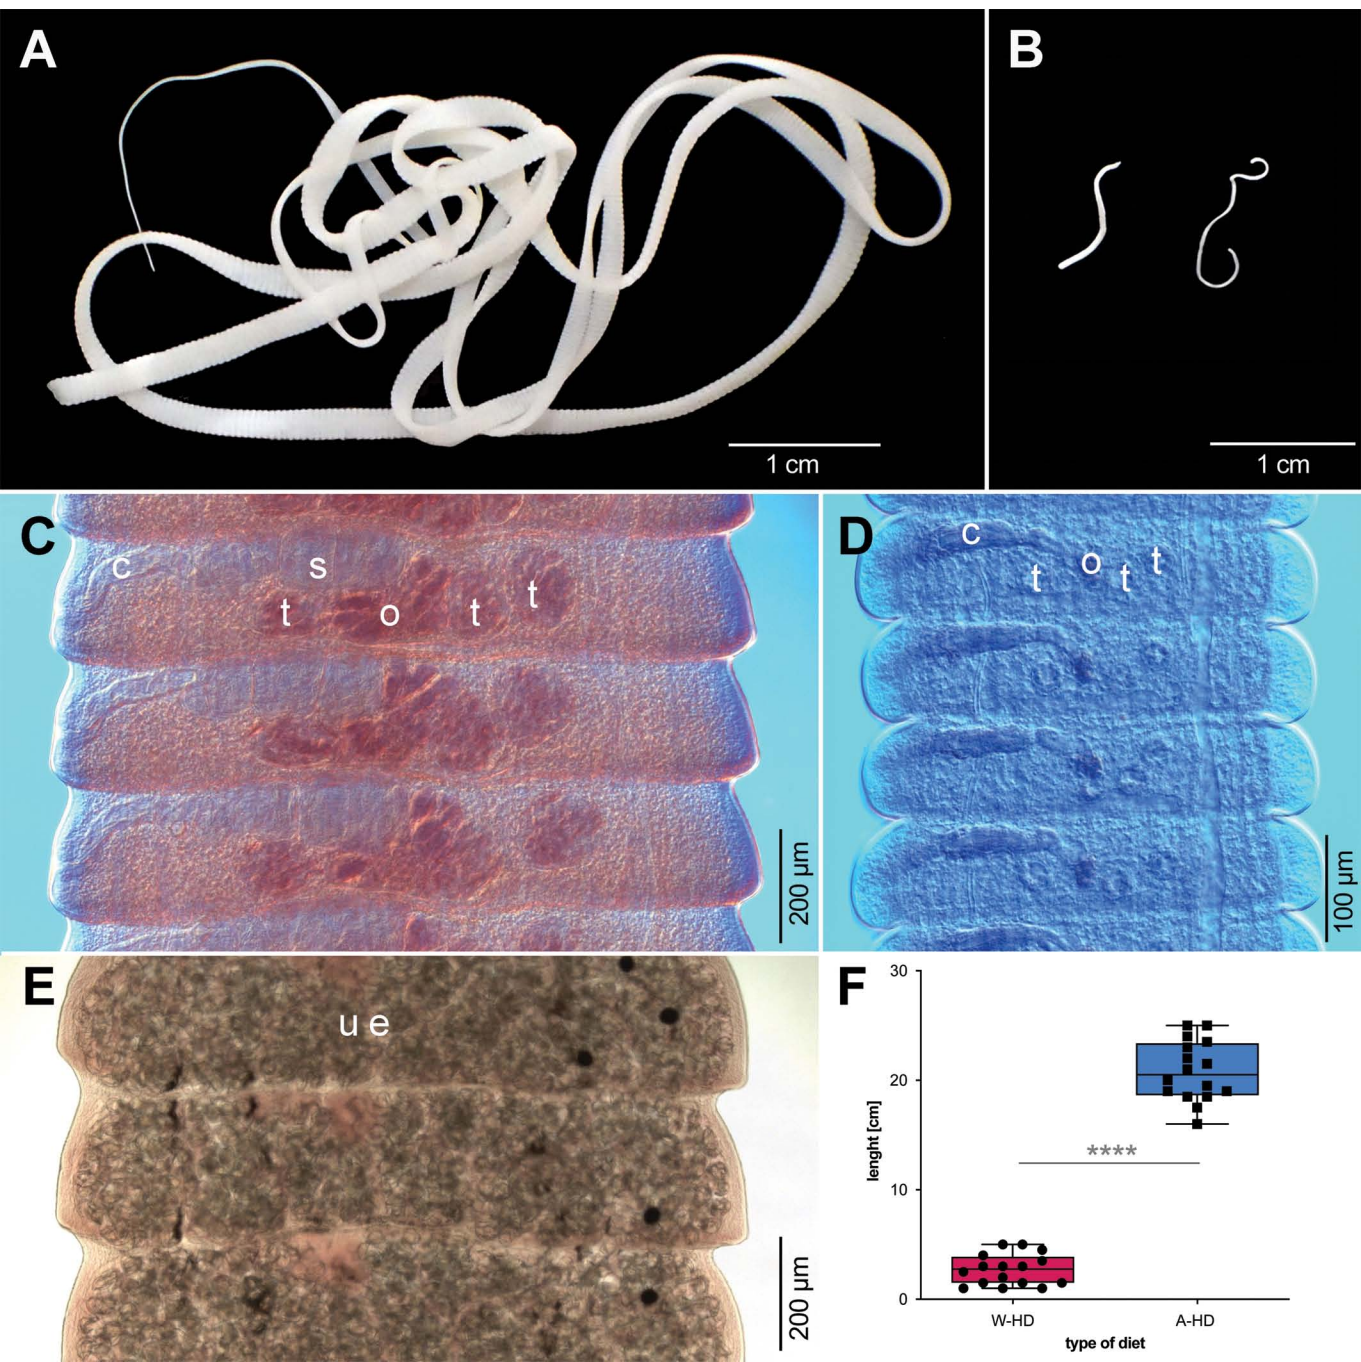 A
B
1 cm
1 cm
C
c
s
t
o
t
t
200 µm
D
c
t
o
t
t
100 µm
E
u e
200 µm
F
30
20
10
0
lenght [cm]
****
W-HD
A-HD
type of diet